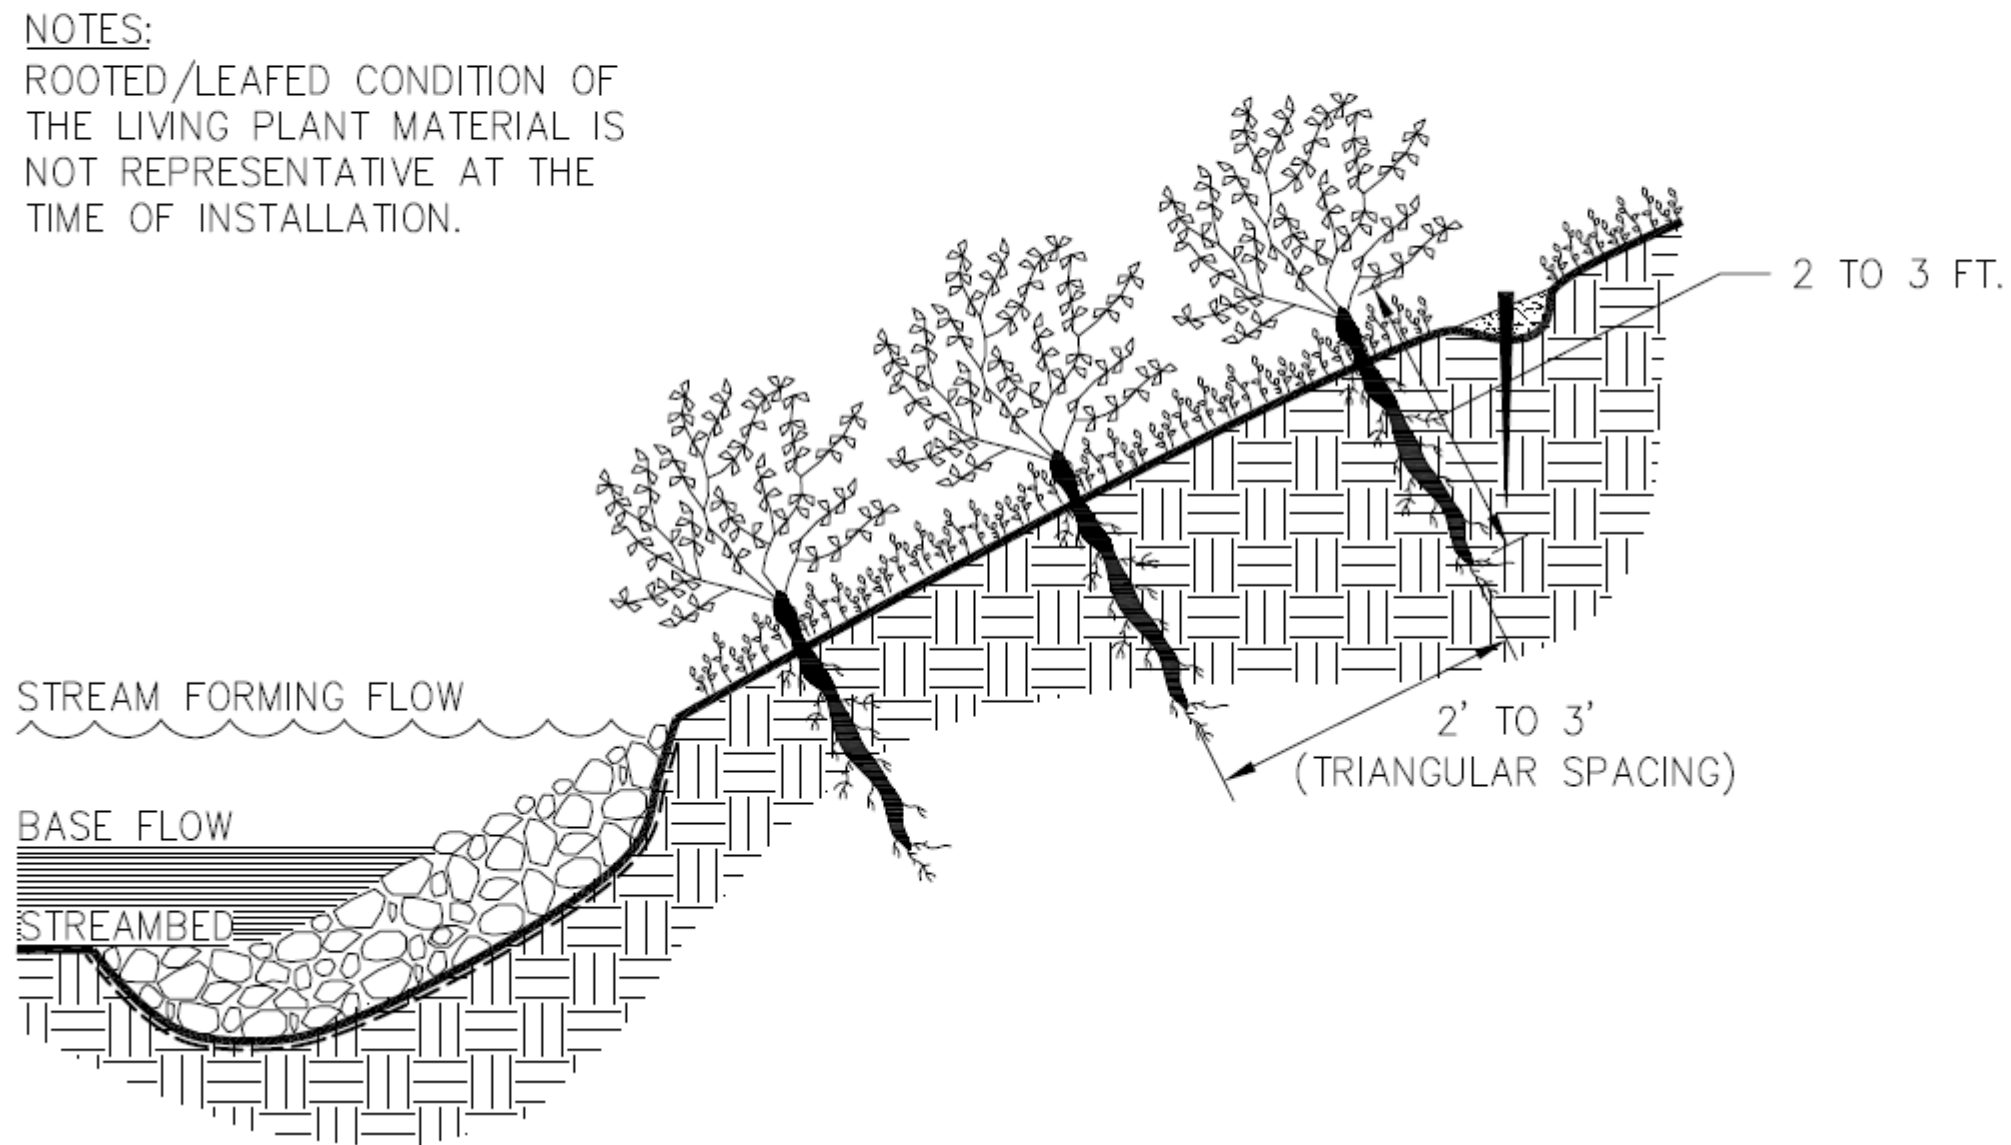 NOTES:
ROOTED/LEAFED CONDITION OF
THE LIVING PLANT MATERIAL IS
NOT REPRESENTATIVE AT THE
TIME OF INSTALLATION.
2 TO 3 FT.
STREAM FORMING FLOW
2' TO 3'
(TRIANGULAR SPACING)
BASE FLOW
STREAMBED